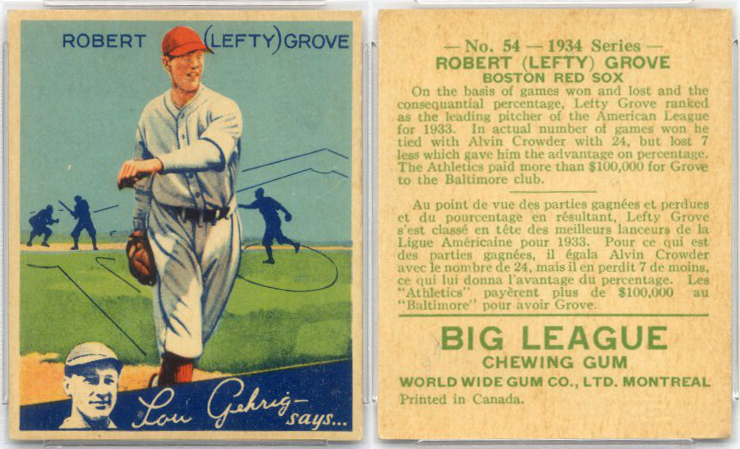 ROBERT (LEFTY) GROVE
Lou Gehrig–
says...
— No. 54 — 1934 Series —
ROBERT (LEFTY) GROVE
BOSTON RED SOX
On the basis of games won and lost and the
consequantial percentage, Lefty Grove ranked
as the leading pitcher of the American League
for 1933. In actual number of games won he
tied with Alvin Crowder with 24, but lost 7
less which gave him the advantage on percentage.
The Athletics paid more than $100,000 for Grove
to the Baltimore club.
Au point de vue des parties gagnées et perdues
et du pourcentage en résultant, Lefty Grove
s'est classé en tête des meilleurs lanceurs de la
Ligue Américaine pour 1933. Pour ce qui est
des parties gagnées, il égala Alvin Crowder
avec le nombre de 24, mais il en perdit 7 de moins,
ce qui lui donna l'avantage du percentage. Les
"Athletics" payèrent plus de $100,000 au
"Baltimore" pour avoir Grove.
BIG LEAGUE
CHEWING GUM
WORLD WIDE GUM CO., LTD. MONTREAL
Printed in Canada.